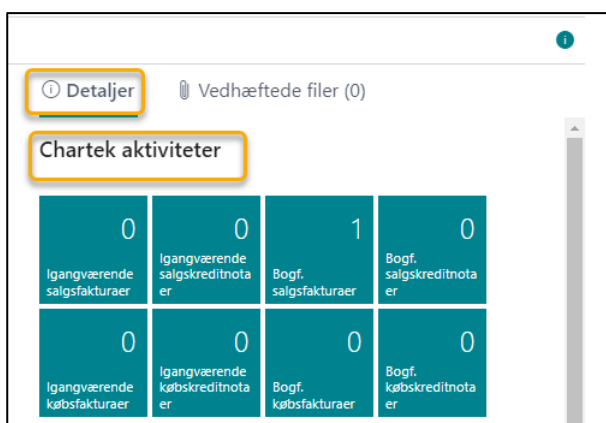 Detaljer
Vedhæftede filer (0)
Chartek aktiviteter
0
Igangværende
salgsfakturaer
0
Igangværende
salgskreditnota
er
1
Bogf.
salgsfakturaer
0
Bogf.
salgskreditnota
er
0
Igangværende
købsfakturaer
0
Igangværende
købskreditnota
er
0
Bogf.
købsfakturaer
0
Bogf.
købskreditnota
er